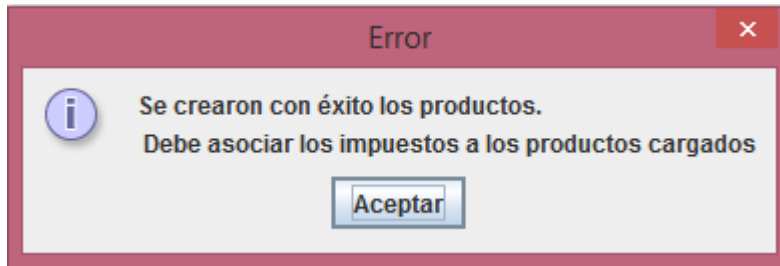 Error
Se crearon con éxito los productos.
Debe asociar los impuestos a los productos cargados
Aceptar